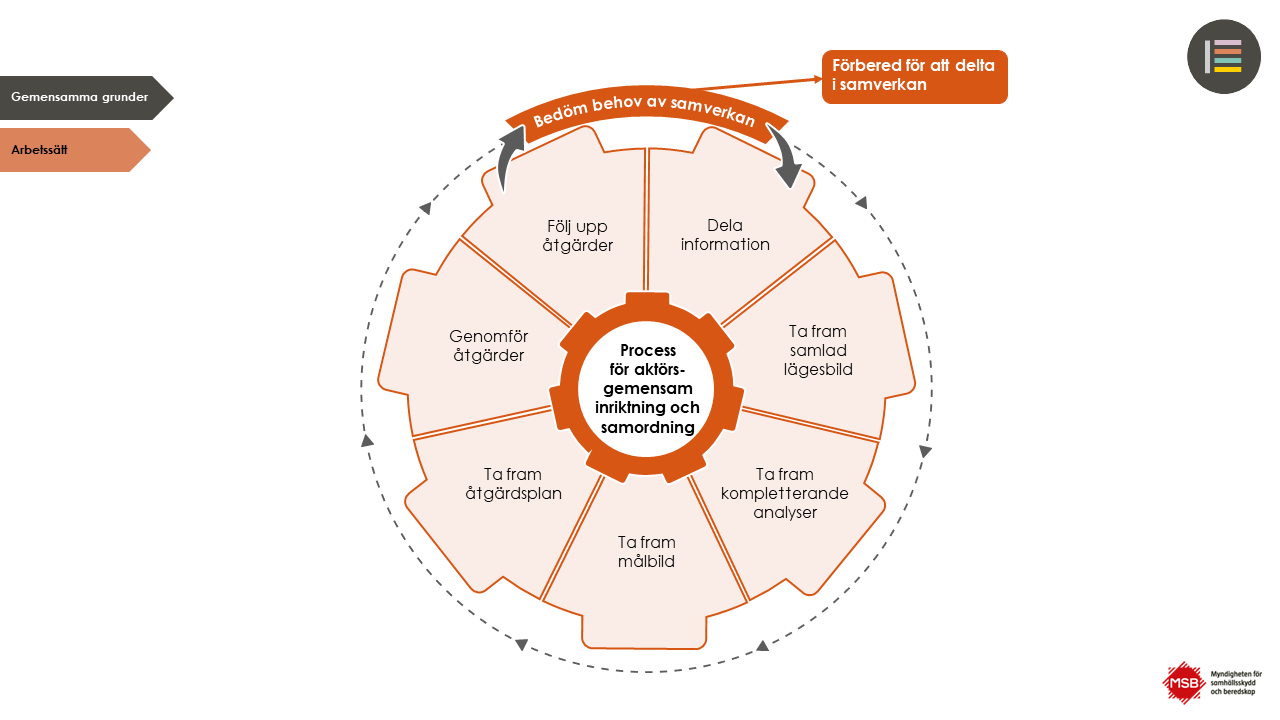 Gemensamma grunder
Arbetssätt
Förbered för att delta
i samverkan
Bedöm behov av samverkan
Följ upp
åtgärder
Dela
information
Genomför
åtgärder
Ta fram
samlad
lägesbild
Process
för aktörs-
gemensam
inriktning och
samordning
Ta fram
åtgärdsplan
Ta fram
kompletterande
analyser
Ta fram
målbild
MSB
Myndigheten för
samhällsskydd
och beredskap